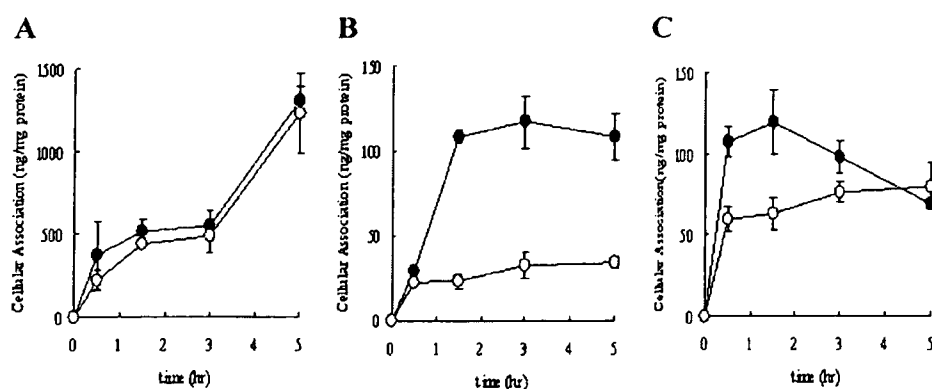 A
Cellular Association (ng/mg protein)
1500
1000
500
0
0 1 2 3 4 5
time (hr)
B
Cellular Association (ng/mg protein)
150
100
50
0
0 1 2 3 4 5
time (hr)
C
Cellular Association(ng/mg protein)
150
100
50
0
0 1 2 3 4 5
time (hr)